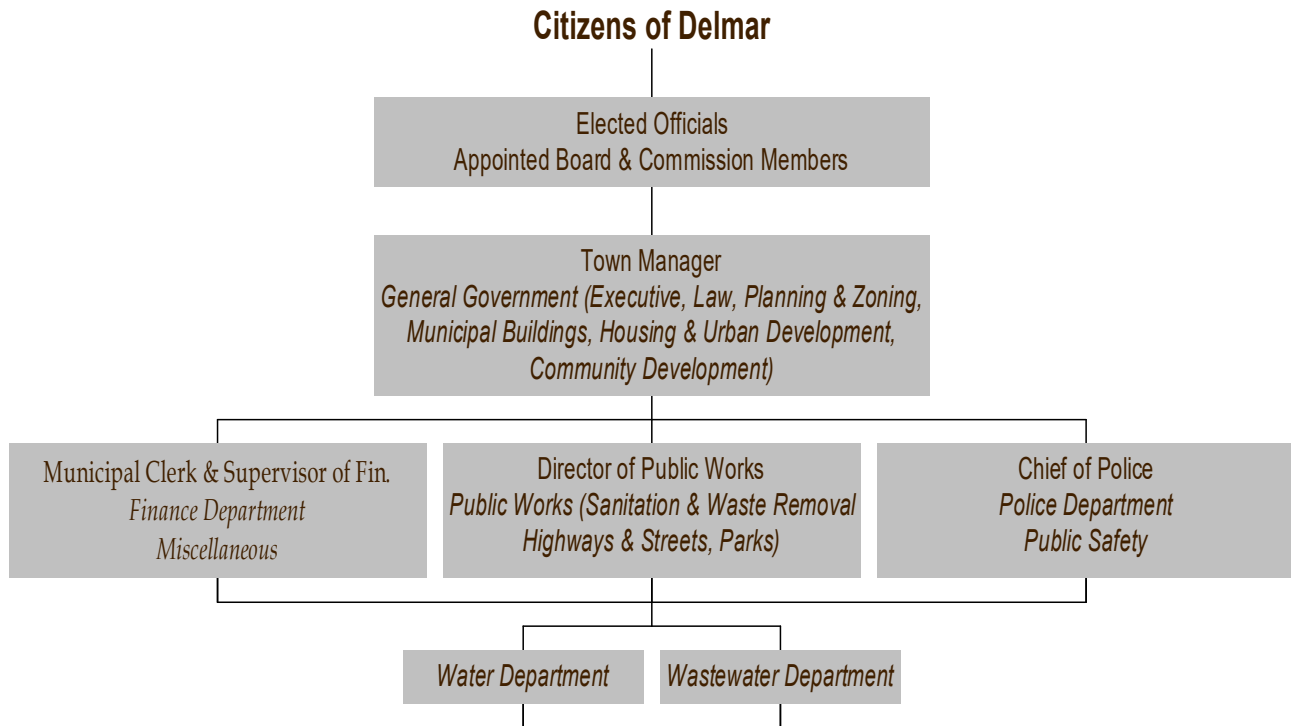 Citizens of Delmar
Elected Officials
Appointed Board & Commission Members
Town Manager
General Government (Executive, Law, Planning & Zoning,
Municipal Buildings, Housing & Urban Development,
Community Development)
Municipal Clerk & Supervisor of Fin.
Finance Department
Miscellaneous
Director of Public Works
Public Works (Sanitation & Waste Removal
Highways & Streets, Parks)
Chief of Police
Police Department
Public Safety
Water Department
Wastewater Department